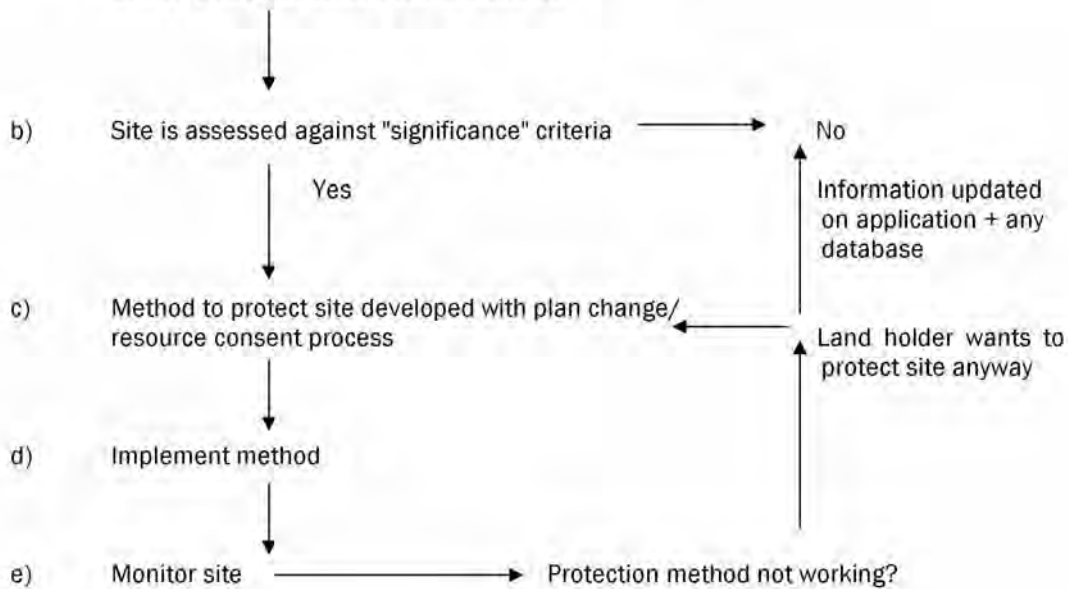 b) Site is assessed against "significance" criteria No
Yes
Information updated
on application + any
database
c) Method to protect site developed with plan change/
resource consent process
Land holder wants to
protect site anyway
d) Implement method
e) Monitor site Protection method not working?